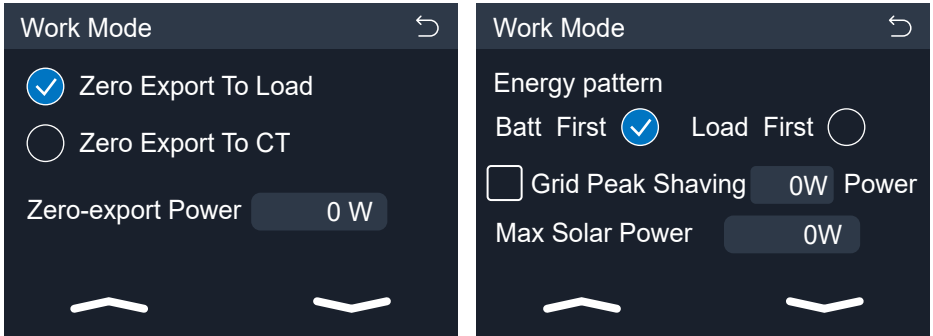 Work Mode
Zero Export To Load
Zero Export To CT
Zero-export Power 0 W
Work Mode
Energy pattern
Batt First Load First
Grid Peak Shaving 0W Power
Max Solar Power 0W